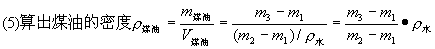 (5)算出煤油的密度ρ煤油 = m煤油/V煤油 = (m₃ - m₁)/((m₂ - m₁)/ρ水) = (m₃ - m₁)/(m₂ - m₁) • ρ水